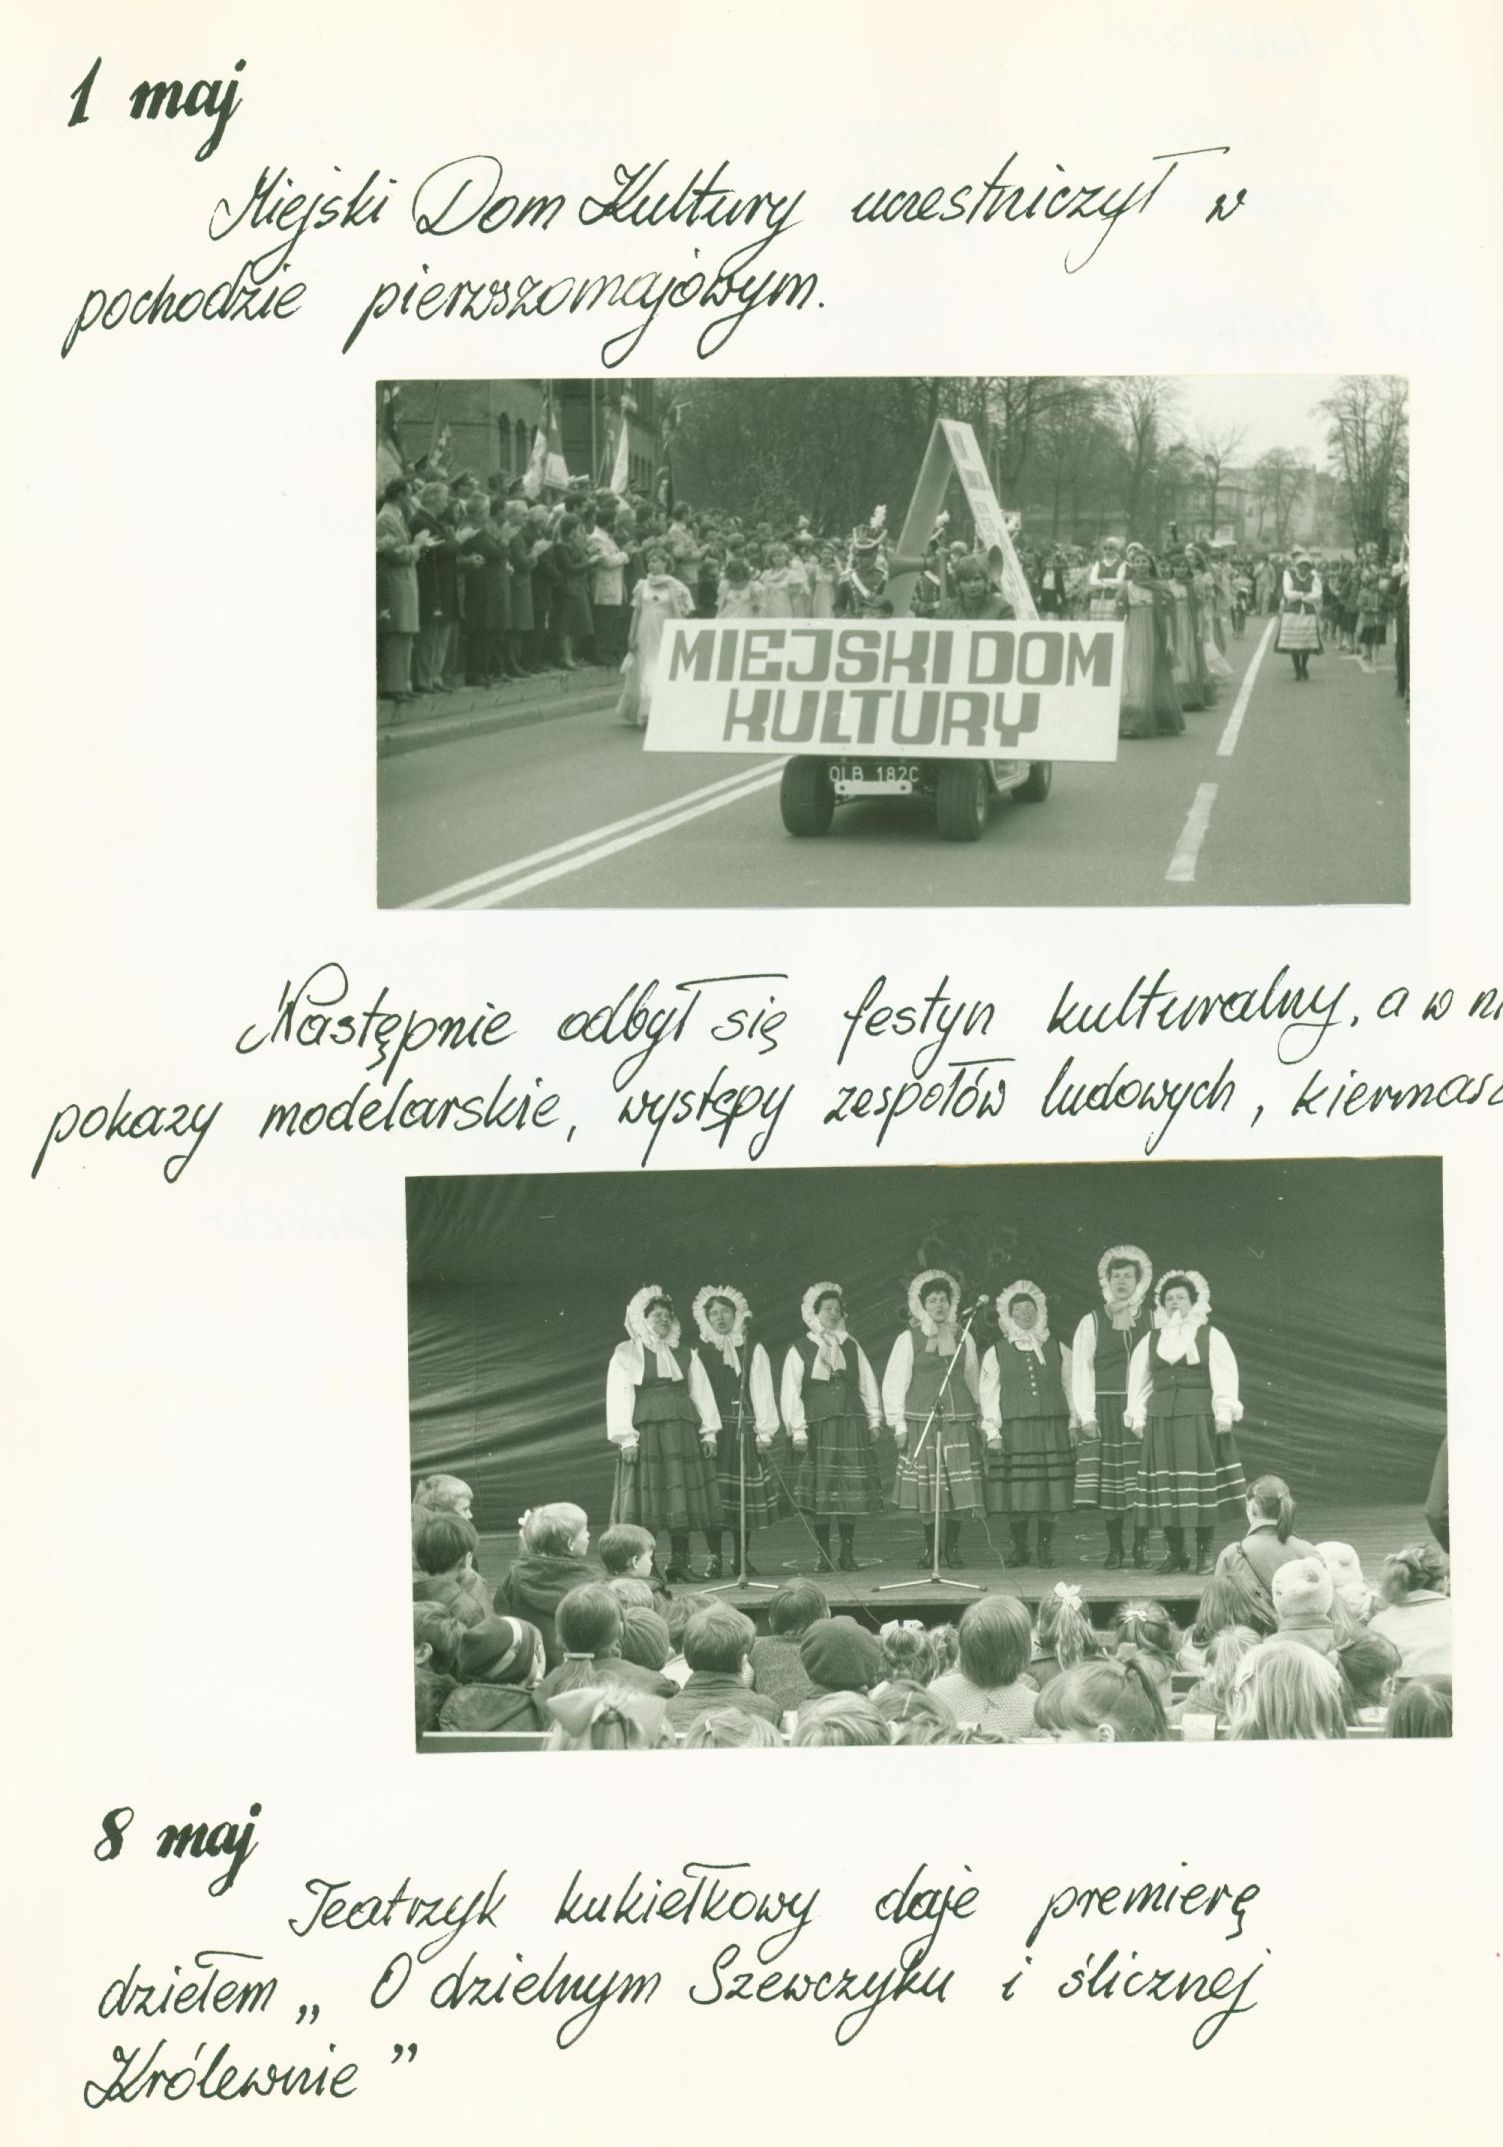 1 maj
Miejski Dom Kultury uczestniczył w
pochodzie pierwszomajowym.
MIEJSKI DOM
KULTURY
OLB 182C
Następnie odbył się festyn kulturalny, a w
pokazy modelarskie, występy zespołów ludowych,
8 maj
Teatrzyk kukiełkowy daje premierę
dziełem „ O dzielnym Szewczyku i ślicznej
Królewnie ”